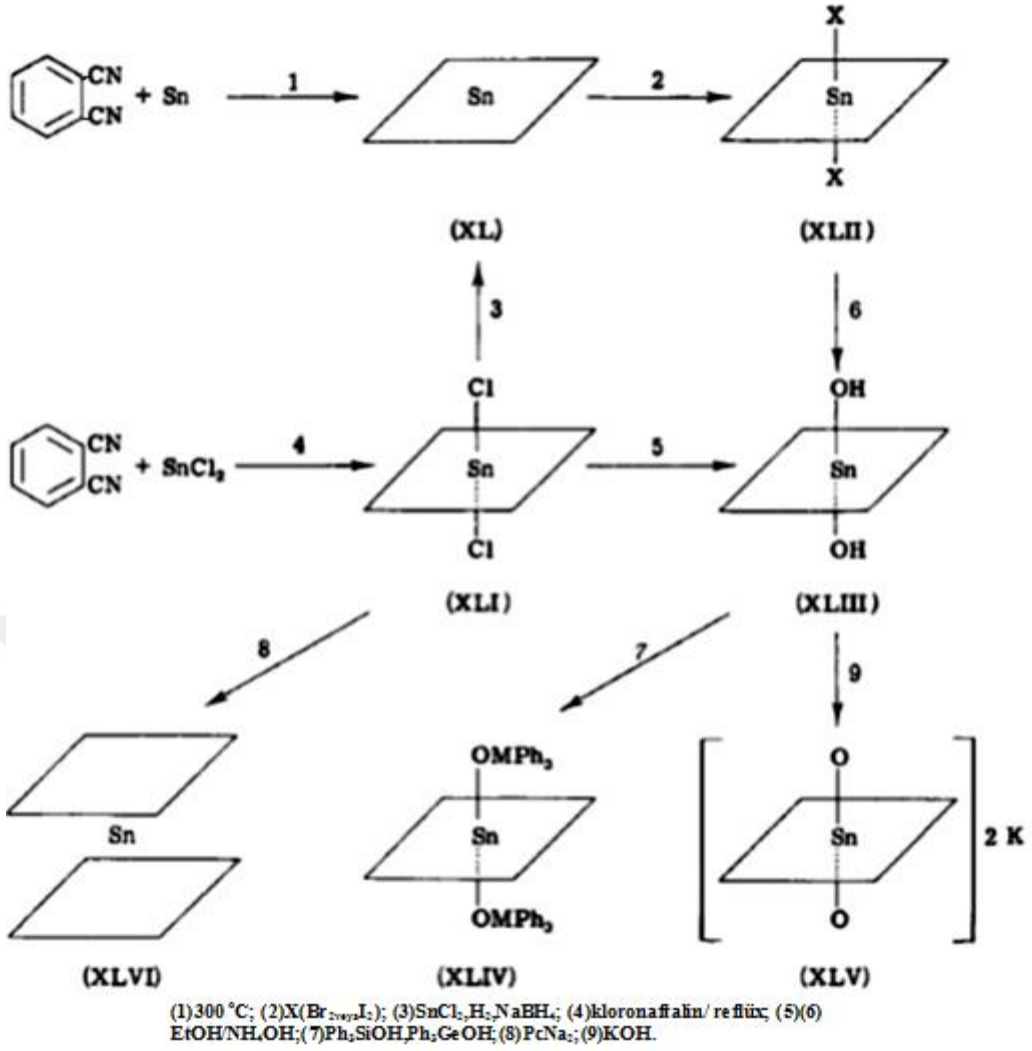 X
CN + Sn 1 Sn 2 Sn
CN
X
(XL) (XLII)
3 6
Cl OH
CN + SnCl₂ 4 Sn 5 Sn
CN
Cl OH
(XLI) (XLIII)
8 7 9
OMPh₃ O
Sn Sn Sn 2 K
OMPh₃ O
(XLVI) (XLIV) (XLV)
(1)300 °C; (2)X(Br₂veya,I₂); (3)SnCl₂,H₂,NaBH₄; (4)kloronaftalin/ reflüx; (5)(6)
EtOH/NH₄OH;(7)Ph₃SiOH,Ph₃GeOH;(8)PcNa₂;(9)KOH.